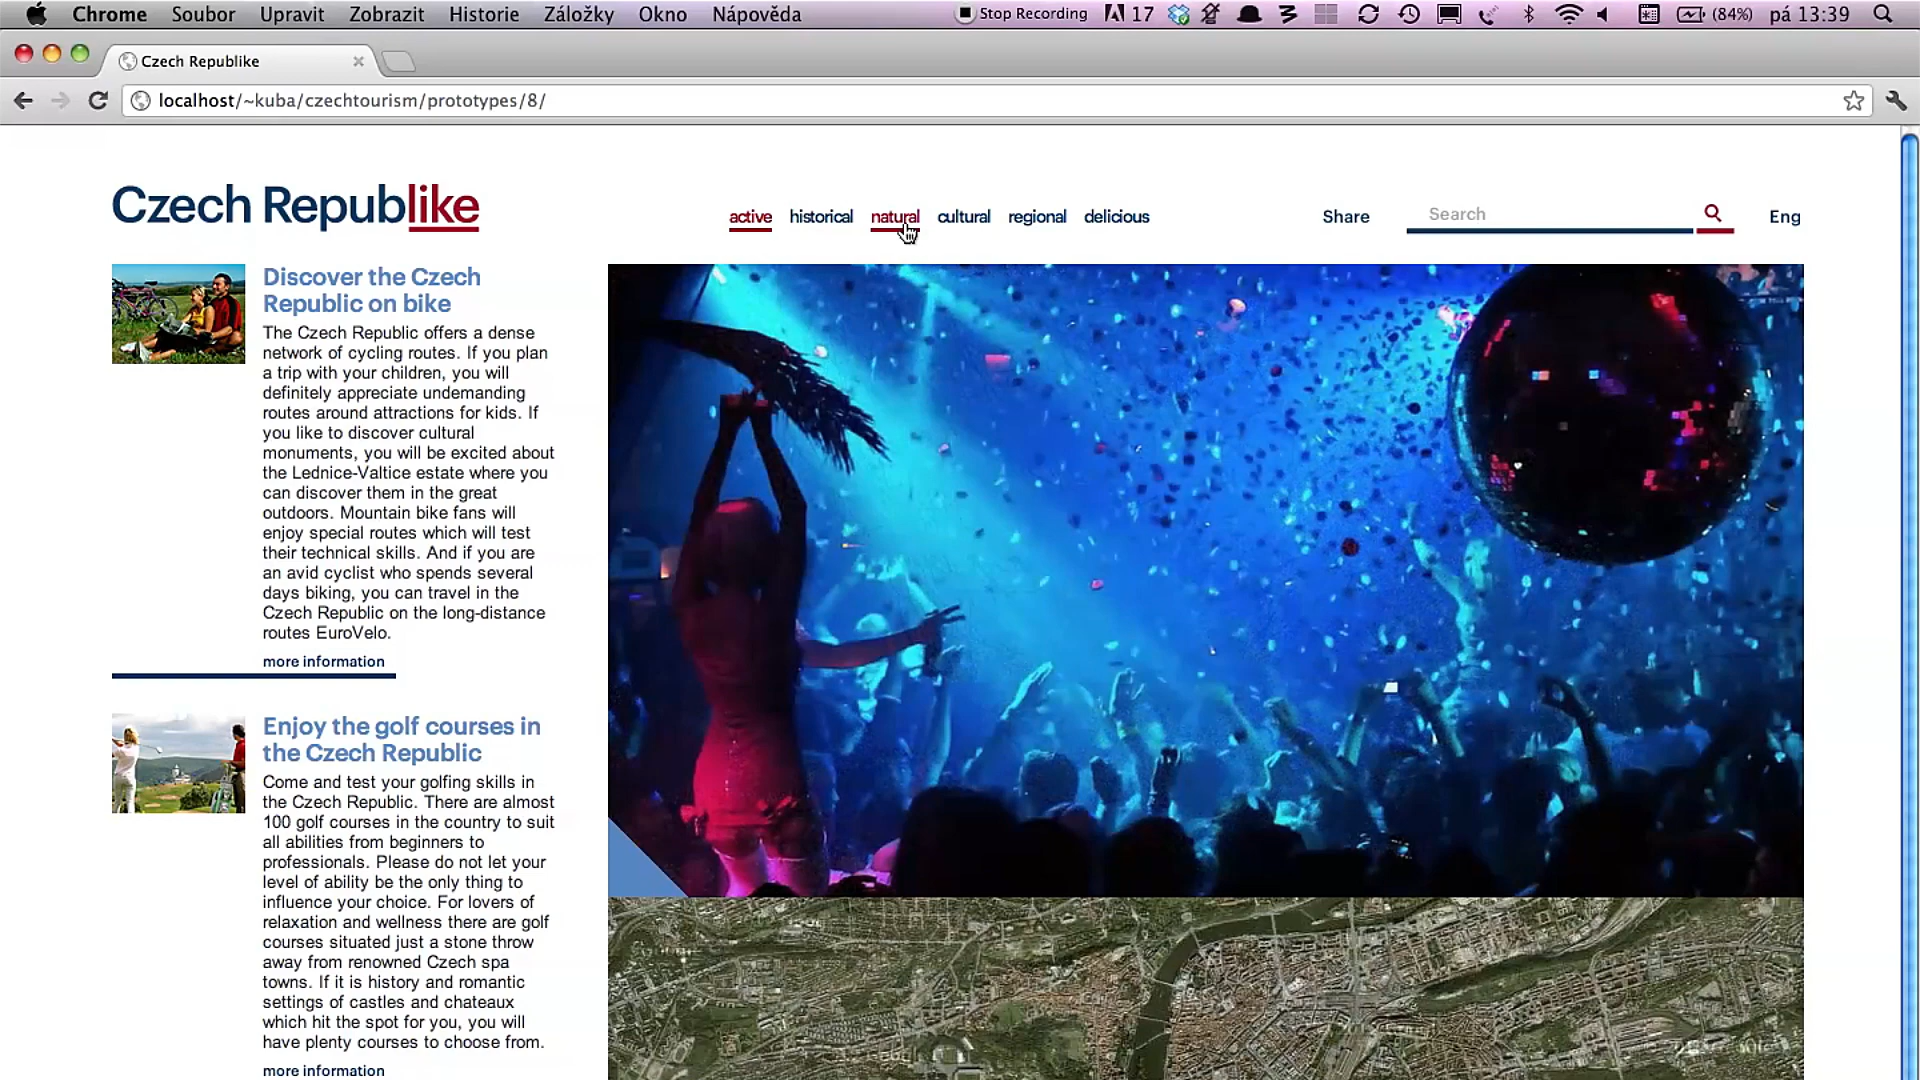 Chrome Soubor Upravit Zobrazit Historie Záložky Okno Nápověda Stop Recording 17 (84%) pá 13:39
Czech Republike
localhost/~kuba/czechtourism/prototypes/8/
Czech Republike
active historical natural cultural regional delicious Share Search Eng
Discover the Czech
Republic on bike
The Czech Republic offers a dense
network of cycling routes. If you plan
a trip with your children, you will
definitely appreciate undemanding
routes around attractions for kids. If
you like to discover cultural
monuments, you will be excited about
the Lednice-Valtice estate where you
can discover them in the great
outdoors. Mountain bike fans will
enjoy special routes which will test
their technical skills. And if you are
an avid cyclist who spends several
days biking, you can travel in the
Czech Republic on the long-distance
routes EuroVelo.
more information
Enjoy the golf courses in
the Czech Republic
Come and test your golfing skills in
the Czech Republic. There are almost
100 golf courses in the country to suit
all abilities from beginners to
professionals. Please do not let your
level of ability be the only thing to
influence your choice. For lovers of
relaxation and wellness there are golf
courses situated just a stone throw
away from renowned Czech spa
towns. If it is history and romantic
settings of castles and chateaux
which hit the spot for you, you will
have plenty courses to choose from.
more information